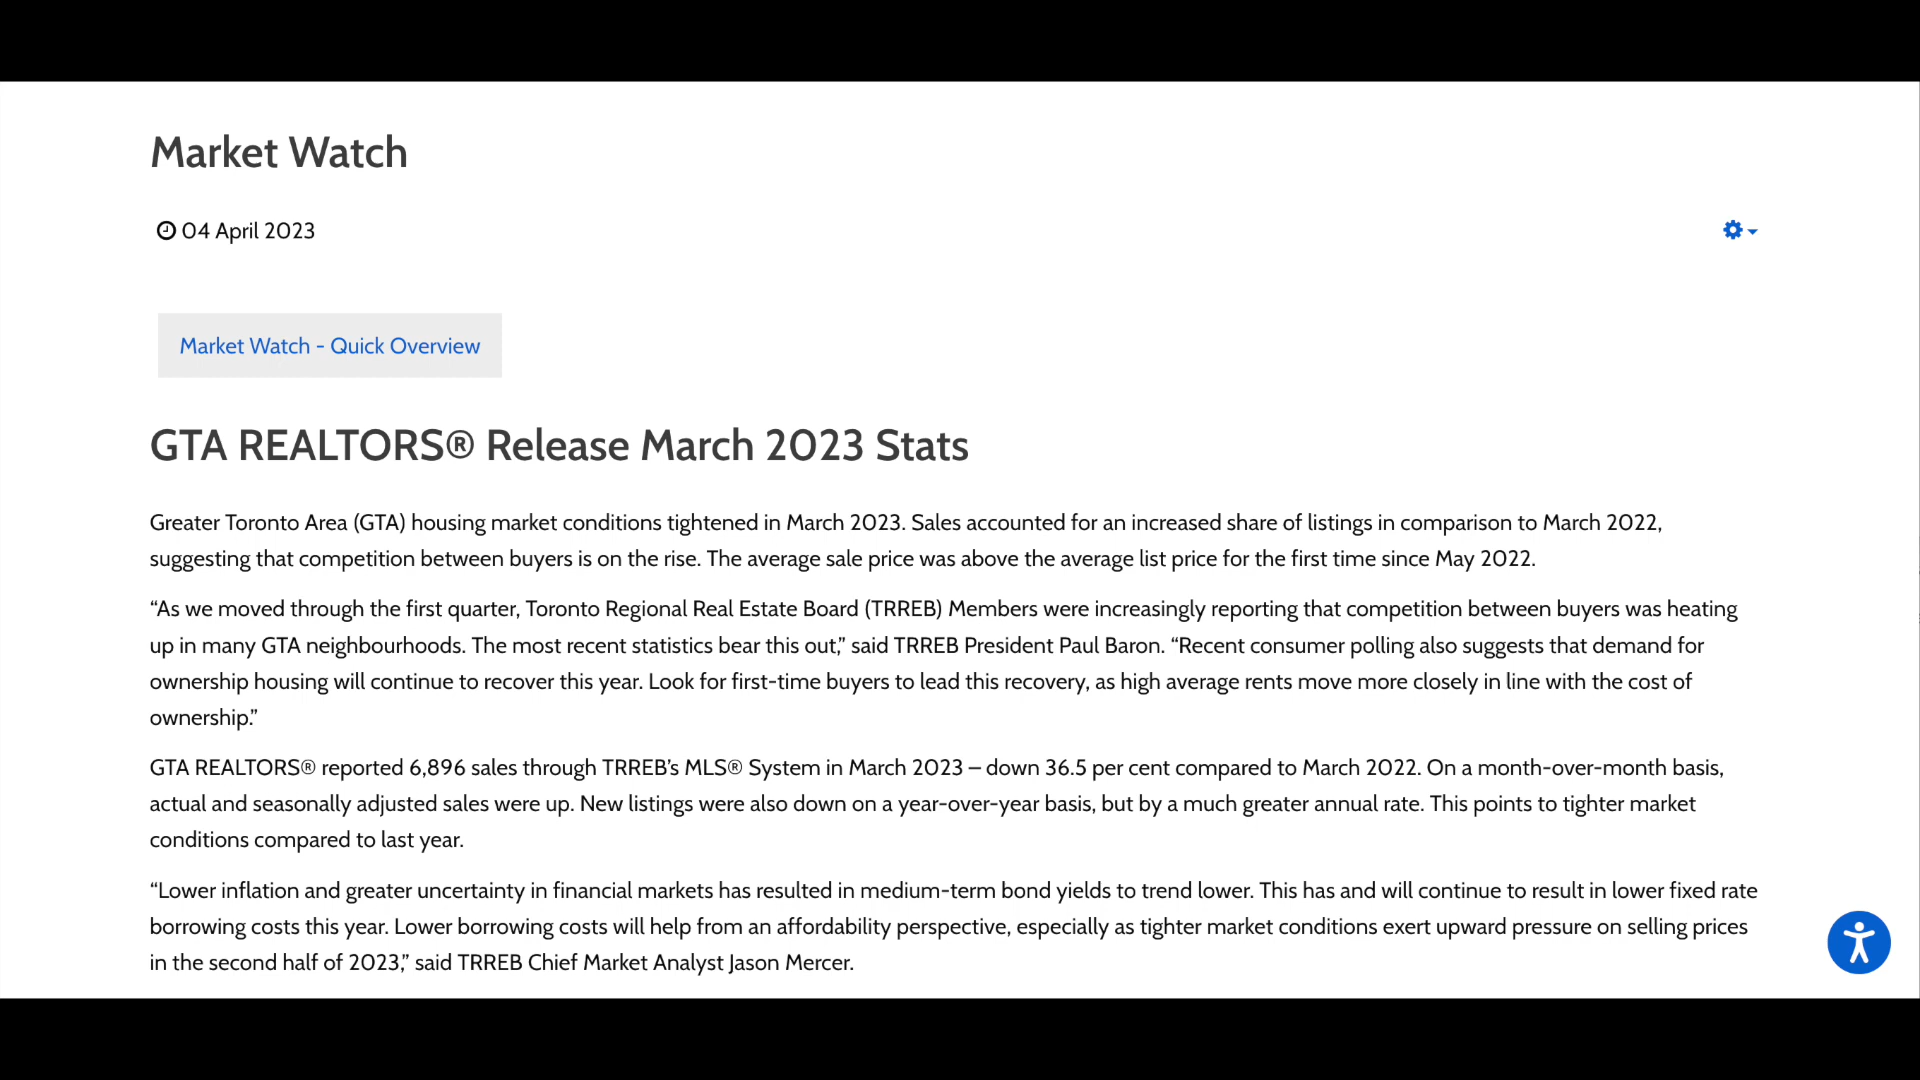 Market Watch
04 April 2023
Market Watch - Quick Overview
GTA REALTORS® Release March 2023 Stats
Greater Toronto Area (GTA) housing market conditions tightened in March 2023. Sales accounted for an increased share of listings in comparison to March 2022,
suggesting that competition between buyers is on the rise. The average sale price was above the average list price for the first time since May 2022.
“As we moved through the first quarter, Toronto Regional Real Estate Board (TRREB) Members were increasingly reporting that competition between buyers was heating
up in many GTA neighbourhoods. The most recent statistics bear this out,” said TRREB President Paul Baron. “Recent consumer polling also suggests that demand for
ownership housing will continue to recover this year. Look for first-time buyers to lead this recovery, as high average rents move more closely in line with the cost of
ownership.”
GTA REALTORS® reported 6,896 sales through TRREB’s MLS® System in March 2023 – down 36.5 per cent compared to March 2022. On a month-over-month basis,
actual and seasonally adjusted sales were up. New listings were also down on a year-over-year basis, but by a much greater annual rate. This points to tighter market
conditions compared to last year.
“Lower inflation and greater uncertainty in financial markets has resulted in medium-term bond yields to trend lower. This has and will continue to result in lower fixed rate
borrowing costs this year. Lower borrowing costs will help from an affordability perspective, especially as tighter market conditions exert upward pressure on selling prices
in the second half of 2023,” said TRREB Chief Market Analyst Jason Mercer.